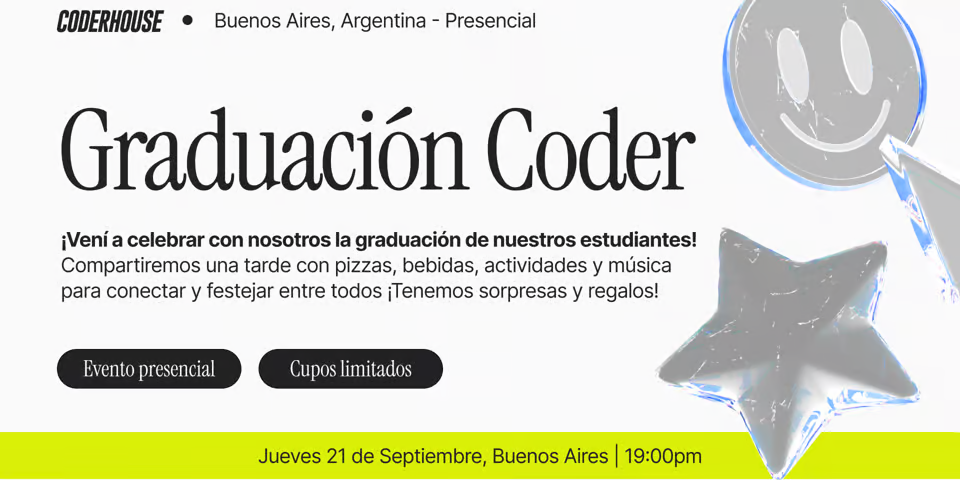 CODERHOUSE • Buenos Aires, Argentina - Presencial
Graduación Coder
¡Vení a celebrar con nosotros la graduación de nuestros estudiantes!
Compartiremos una tarde con pizzas, bebidas, actividades y música
para conectar y festejar entre todos ¡Tenemos sorpresas y regalos!
Evento presencial Cupos limitados
Jueves 21 de Septiembre, Buenos Aires | 19:00pm